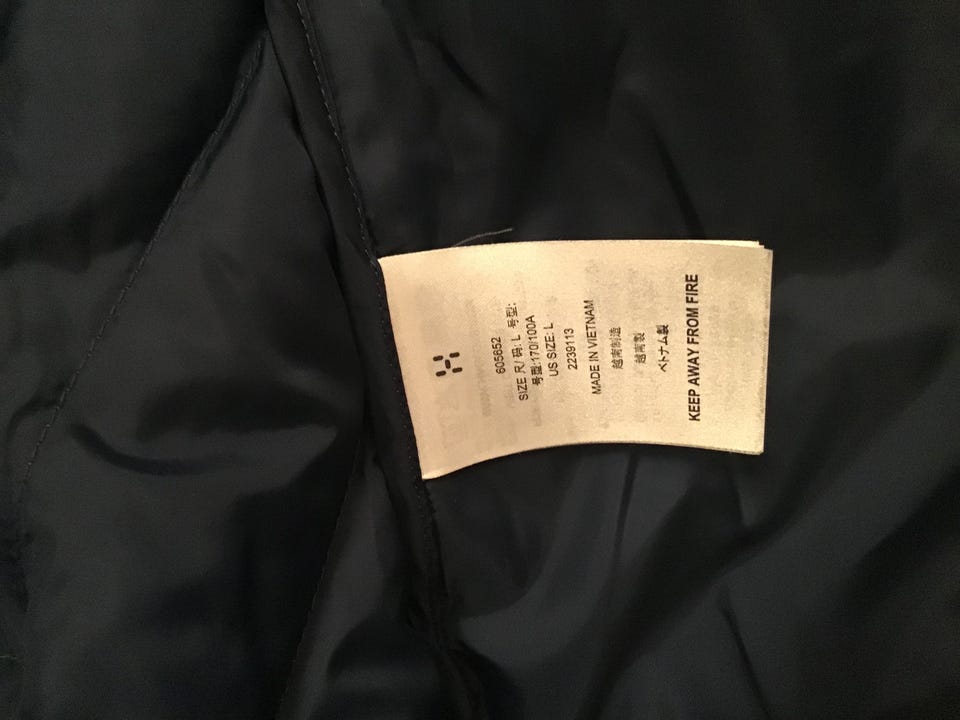 605652
SIZE 尺/ 码: L 号型:
号型:170/100A
US SIZE: L
2239113
MADE IN VIETNAM
越南制造
越南製
ベトナム製
KEEP AWAY FROM FIRE